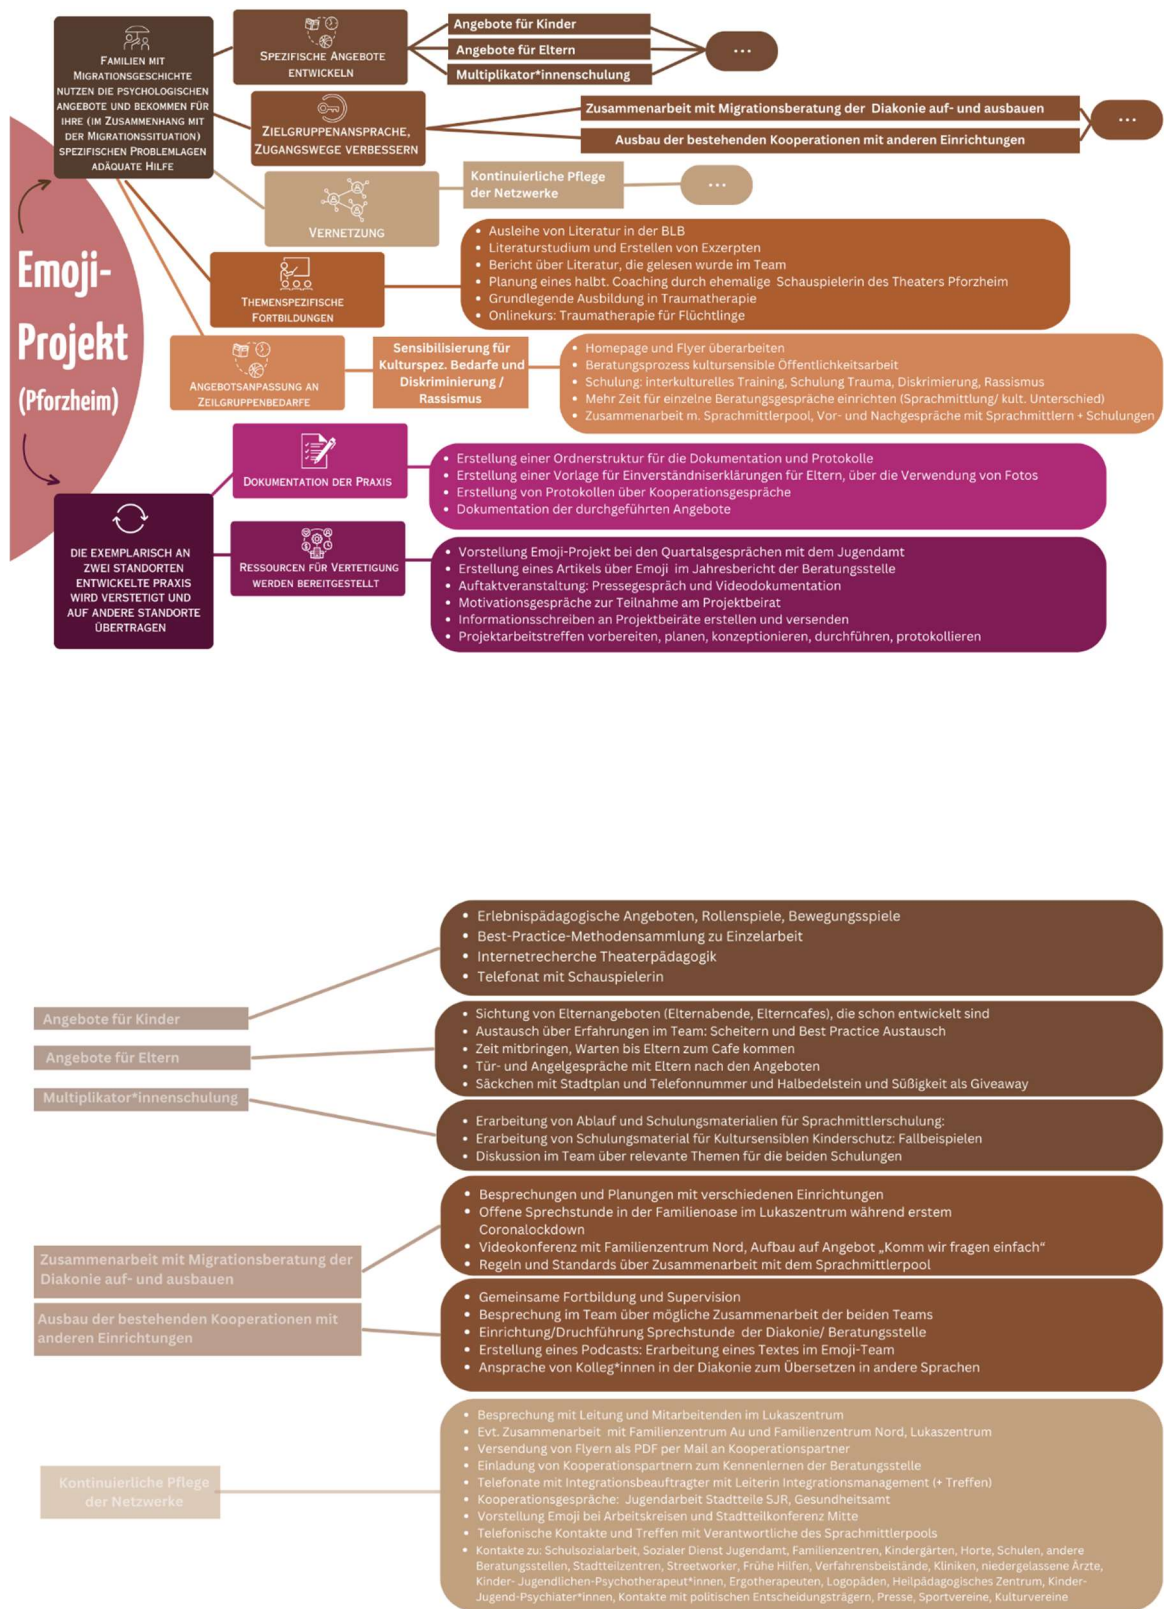 Emoji-
Projekt
(Pforzheim)
FAMILIEN MIT
MIGRATIONSGESCHICHTE
NUTZEN DIE PSYCHOLOGISCHEN
ANGEBOTE UND BEKOMMEN FÜR
IHRE (IM ZUSAMMENHANG MIT
DER MIGRATIONSSITUATION)
SPEZIFISCHEN PROBLEMLAGEN
ADÄQUATE HILFE
SPEZIFISCHE ANGEBOTE
ENTWICKELN
Angebote für Kinder
Angebote für Eltern
Multiplikator*innenschulung
...
ZIELGRUPPENANSPRACHE,
ZUGANGSWEGE VERBESSERN
Zusammenarbeit mit Migrationsberatung der Diakonie auf- und ausbauen
Ausbau der bestehenden Kooperationen mit anderen Einrichtungen
...
VERNETZUNG
Kontinuierliche Pflege
der Netzwerke
...
THEMENSPEZIFISCHE
FORTBILDUNGEN
• Ausleihe von Literatur in der BLB
• Literaturstudium und Erstellen von Exzerpten
• Bericht über Literatur, die gelesen wurde im Team
• Planung eines halbt. Coaching durch ehemalige Schauspielerin des Theaters Pforzheim
• Grundlegende Ausbildung in Traumatherapie
• Onlinekurs: Traumatherapie für Flüchtlinge
ANGEBOTSANPASSUNG AN
ZEILGRUPPENBEDARFE
Sensibilisierung für
Kulturspez. Bedarfe und
Diskriminierung /
Rassismus
• Homepage und Flyer überarbeiten
• Beratungsprozess kultursensible Öffentlichkeitsarbeit
• Schulung: interkulturelles Training, Schulung Trauma, Diskrimierung, Rassismus
• Mehr Zeit für einzelne Beratungsgespräche einrichten (Sprachmittlung/ kult. Unterschied)
• Zusammenarbeit m. Sprachmittlerpool, Vor- und Nachgespräche mit Sprachmittlern + Schulungen
DIE EXEMPLARISCH AN
ZWEI STANDORTEN
ENTWICKELTE PRAXIS
WIRD VERSTETIGT UND
AUF ANDERE STANDORTE
ÜBERTRAGEN
DOKUMENTATION DER PRAXIS
• Erstellung einer Ordnerstruktur für die Dokumentation und Protokolle
• Erstellung einer Vorlage für Einverständniserklärungen für Eltern, über die Verwendung von Fotos
• Erstellung von Protokollen über Kooperationsgespräche
• Dokumentation der durchgeführten Angebote
RESSOURCEN FÜR VERTETIGUNG
WERDEN BEREITGESTELLT
• Vorstellung Emoji-Projekt bei den Quartalsgesprächen mit dem Jugendamt
• Erstellung eines Artikels über Emoji im Jahresbericht der Beratungsstelle
• Auftaktveranstaltung: Pressegespräch und Videodokumentation
• Motivationsgespräche zur Teilnahme am Projektbeirat
• Informationsschreiben an Projektbeiräte erstellen und versenden
• Projektarbeitstreffen vorbereiten, planen, konzeptionieren, durchführen, protokollieren
Angebote für Kinder
• Erlebnispädagogische Angeboten, Rollenspiele, Bewegungsspiele
• Best-Practice-Methodensammlung zu Einzelarbeit
• Internetrecherche Theaterpädagogik
• Telefonat mit Schauspielerin
Angebote für Eltern
• Sichtung von Elternangeboten (Elternabende, Elterncafes), die schon entwickelt sind
• Austausch über Erfahrungen im Team: Scheitern und Best Practice Austausch
• Zeit mitbringen, Warten bis Eltern zum Cafe kommen
• Tür- und Angelgespräche mit Eltern nach den Angeboten
• Säckchen mit Stadtplan und Telefonnummer und Halbedelstein und Süßigkeit als Giveaway
Multiplikator*innenschulung
• Erarbeitung von Ablauf und Schulungsmaterialien für Sprachmittlerschulung:
• Erarbeitung von Schulungsmaterial für Kultursensiblen Kinderschutz: Fallbeispielen
• Diskussion im Team über relevante Themen für die beiden Schulungen
Zusammenarbeit mit Migrationsberatung der
Diakonie auf- und ausbauen
• Besprechungen und Planungen mit verschiedenen Einrichtungen
• Offene Sprechstunde in der Familienoase im Lukaszentrum während erstem
Coronalockdown
• Videokonferenz mit Familienzentrum Nord, Aufbau auf Angebot „Komm wir fragen einfach“
• Regeln und Standards über Zusammenarbeit mit dem Sprachmittlerpool
Ausbau der bestehenden Kooperationen mit
anderen Einrichtungen
• Gemeinsame Fortbildung und Supervision
• Besprechung im Team über mögliche Zusammenarbeit der beiden Teams
• Einrichtung/Druchführung Sprechstunde der Diakonie/ Beratungsstelle
• Erstellung eines Podcasts: Erarbeitung eines Textes im Emoji-Team
• Ansprache von Kolleg*innen in der Diakonie zum Übersetzen in andere Sprachen
Kontinuierliche Pflege
der Netzwerke
• Besprechung mit Leitung und Mitarbeitenden im Lukaszentrum
• Evt. Zusammenarbeit mit Familienzentrum Au und Familienzentrum Nord, Lukaszentrum
• Versendung von Flyern als PDF per Mail an Kooperationspartner
• Einladung von Kooperationspartnern zum Kennenlernen der Beratungsstelle
• Telefonate mit Integrationsbeauftragter mit Leiterin Integrationsmanagement (+ Treffen)
• Kooperationsgespräche: Jugendarbeit Stadtteile SJR, Gesundheitsamt
• Vorstellung Emoji bei Arbeitskreisen und Stadtteilkonferenz Mitte
• Telefonische Kontakte und Treffen mit Verantwortliche des Sprachmittlerpools
• Kontakte zu: Schulsozialarbeit, Sozialer Dienst Jugendamt, Familienzentren, Kindergärten, Horte, Schulen, andere
Beratungsstellen, Stadtteilzentren, Streetworker, Frühe Hilfen, Verfahrensbeistände, Kliniken, niedergelassene Ärzte,
Kinder- Jugendlichen-Psychotherapeut*innen, Ergotherapeuten, Logopäden, Heilpädagogisches Zentrum, Kinder-
Jugend-Psychiater*innen, Kontakte mit politischen Entscheidungsträgern, Presse, Sportvereine, Kulturvereine